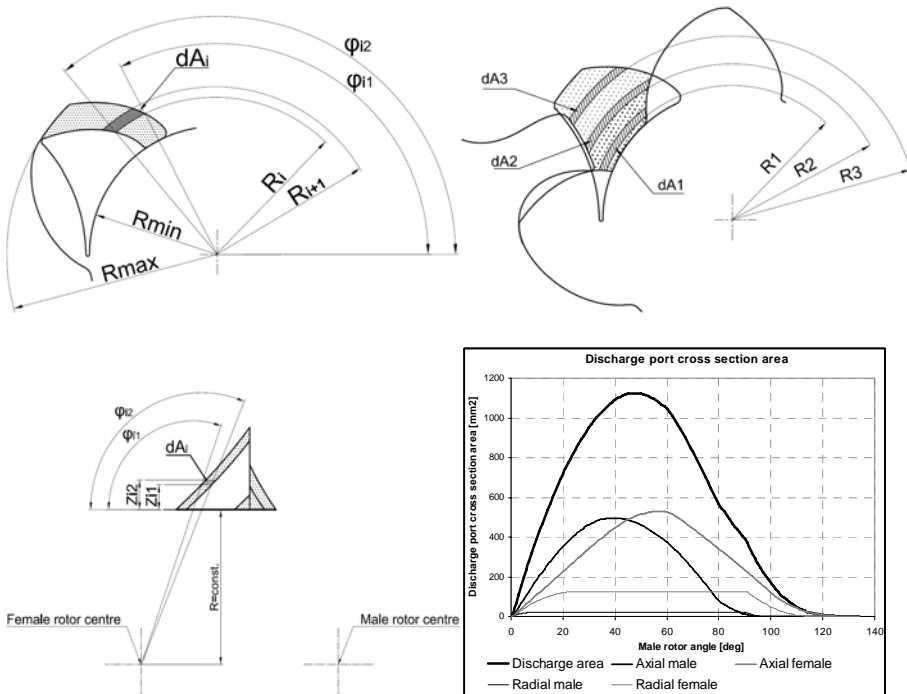 φi2
dAi
φi1
Ri
Ri+1
Rmin
Rmax
dA3
dA2
dA1
R1
R2
R3
φi2
φi1
dAi
Zi2
Zi1
R=const.
Female rotor centre
Male rotor centre
Discharge port cross section area
Discharge port cross section area [mm2]
1200
1000
800
600
400
200
0
0 20 40 60 80 100 120 140
Male rotor angle [deg]
Discharge area Axial male Axial female
Radial male Radial female